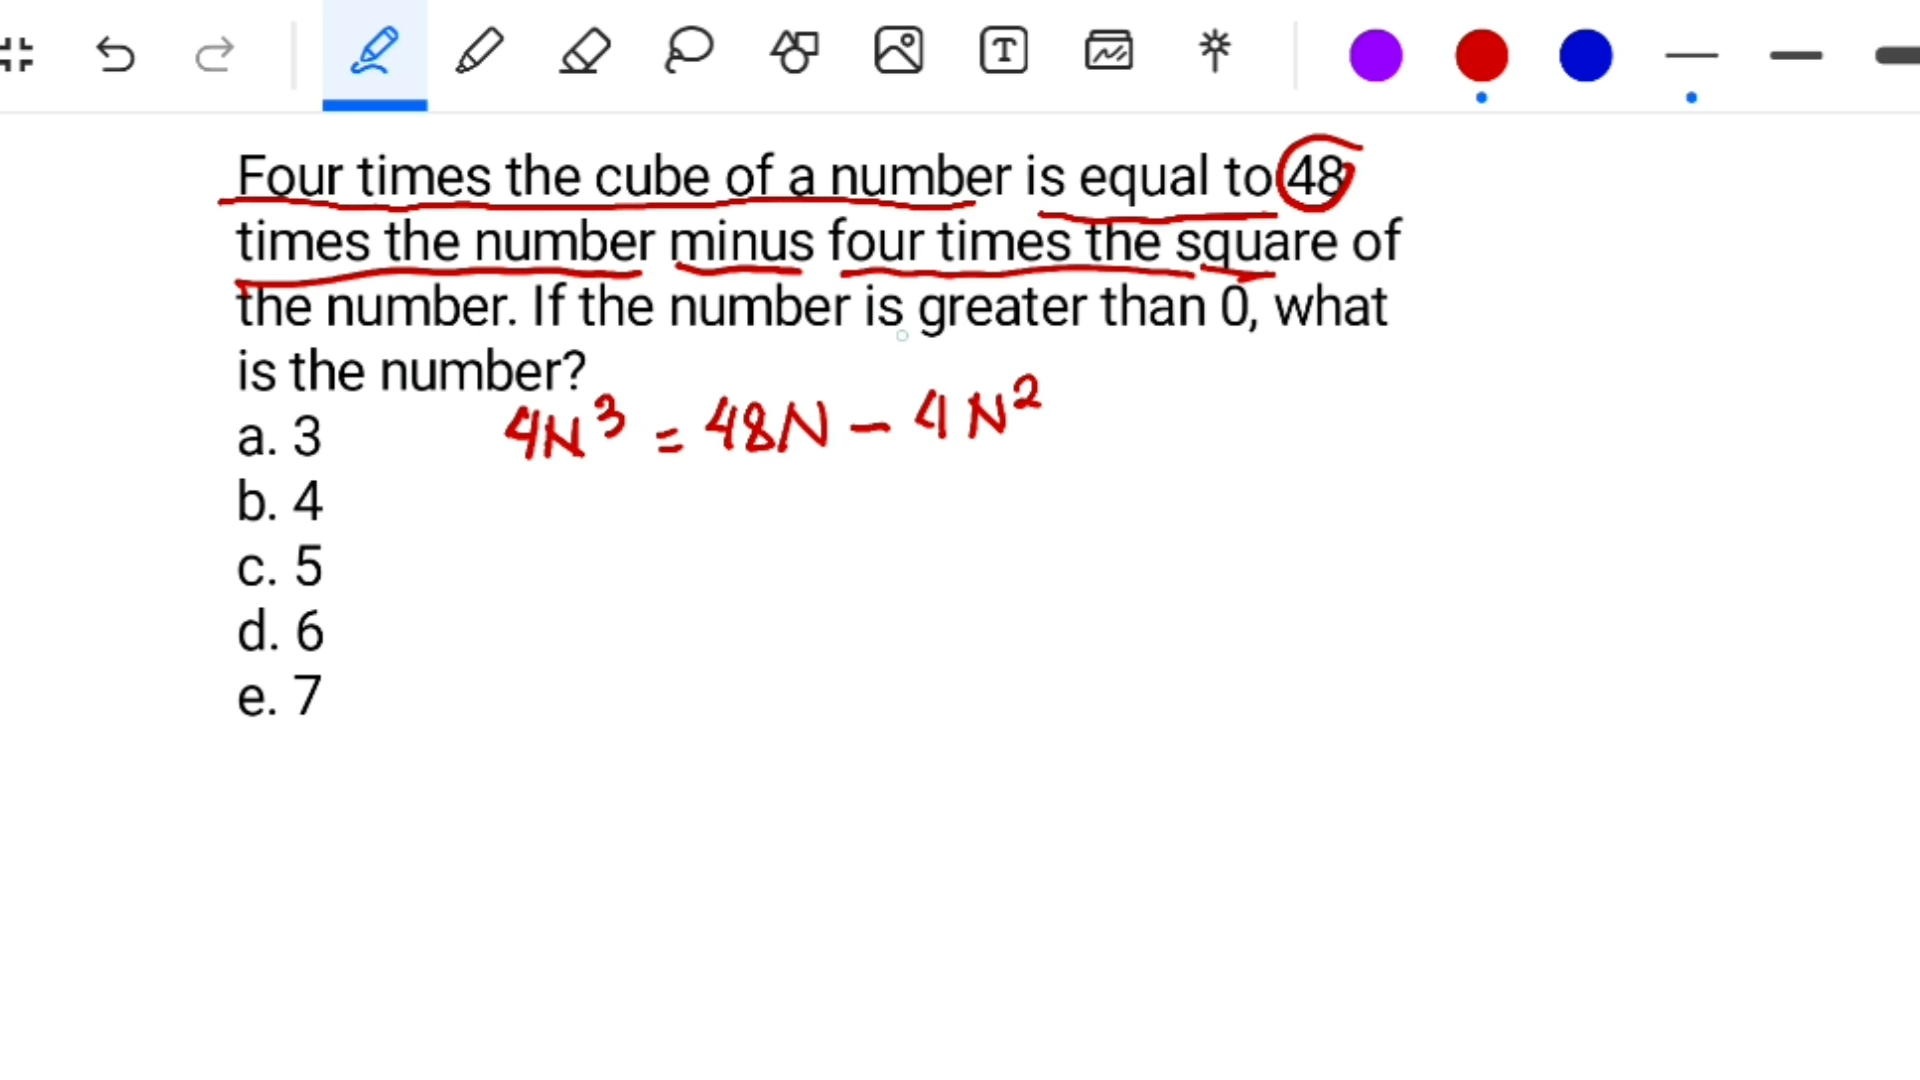 T
Four times the cube of a number is equal to 48
times the number minus four times the square of
the number. If the number is greater than 0, what
is the number?
4N³ = 48N - 4N²
a. 3
b. 4
c. 5
d. 6
e. 7